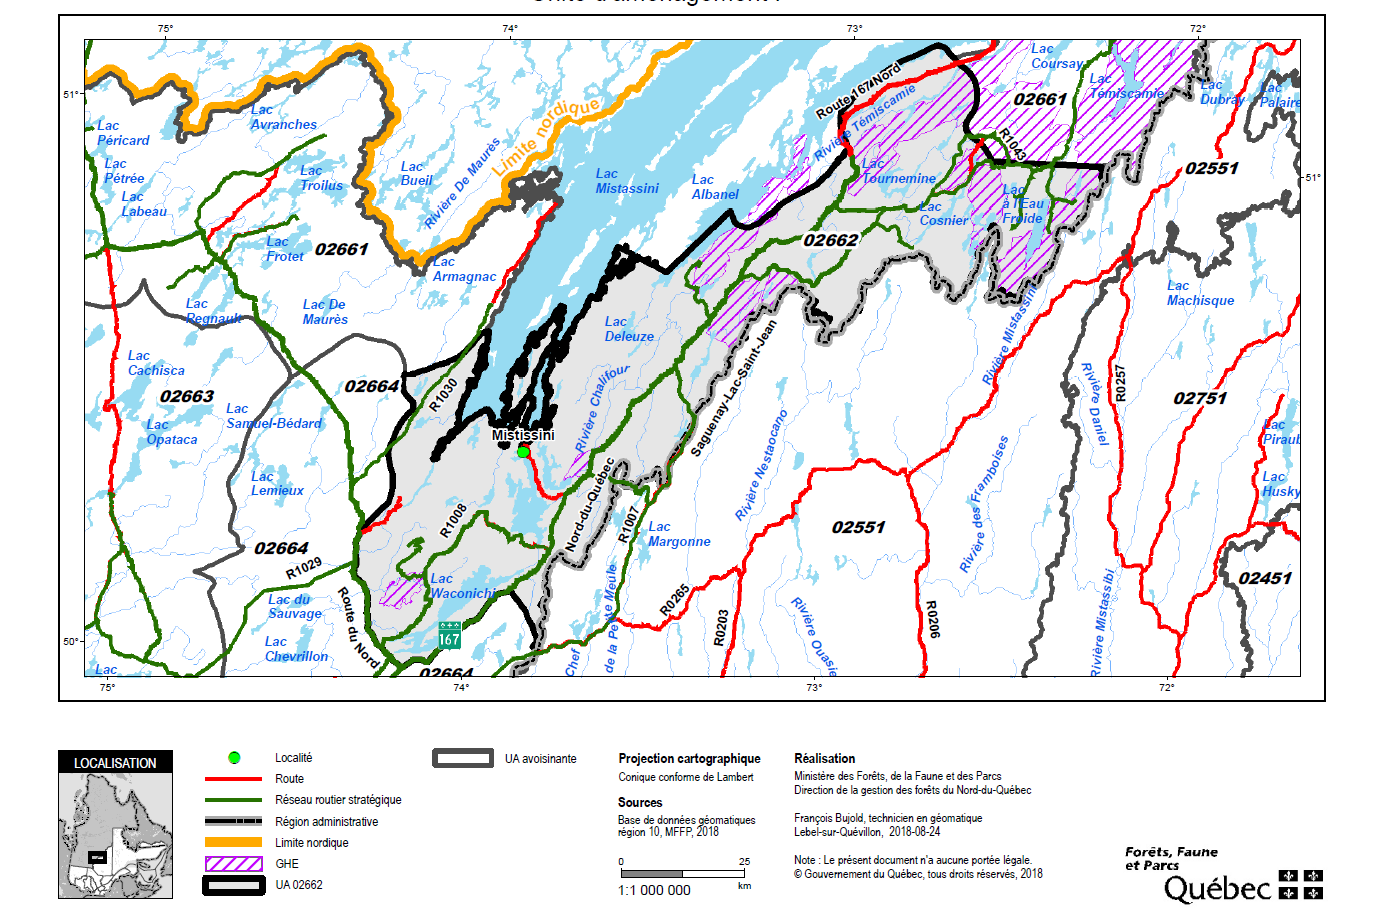 75°
74°
73°
72°
51°
51°
50°
75°
74°
73°
72°
Lac
Péricard
Lac
Pétrée
Lac
Labeau
Lac
Avranches
Lac
Troilus
Lac
Bueil
Rivière De Maurès
Limite nordique
Lac
Mistassini
Lac
Albanel
Route 167 Nord
Rivière Témiscamie
Lac
Coursay
Lac
Témiscamie
02661
R1043
Lac
Dubray
Lac
Palaire
02551
Lac
Tournemine
Lac
Cosnier
Lac
à l'Eau
Froide
02662
Lac
Frotet
02661
Lac
Armagnac
Lac
Regnault
Lac De
Maurès
Lac
Machisque
Lac
Deleuze
Lac
Cachisca
02663
02664
R1030
Lac
Samuel-Bédard
Lac
Opataca
Lac
Lemieux
Mistissini
Rivière Chalifour
Saguenay-Lac-Saint-Jean
Nord-du-Québec
Rivière Nestaocano
Rivière Mistassini
Rivière Daniel
R0257
02751
Lac
Piraub
Lac
Husky
02664
R1029
R1008
R1007
Lac
Margonne
02551
Rivière des Framboises
Rivière Mistassibi
02451
Lac du
Sauvage
Lac
Chevrillon
Route du Nord
Lac
Waconichi
167
02664
Lac
Chef
de la Petite Meule
R0265
R0203
Rivière Ouasie
R0206
LOCALISATION
Localité
Route
Réseau routier stratégique
Région administrative
Limite nordique
GHE
UA 02662
UA avoisinante
Projection cartographique
Conique conforme de Lambert
Sources
Base de données géomatiques
région 10, MFFP, 2018
0 25
km
1:1 000 000
Réalisation
Ministère des Forêts, de la Faune et des Parcs
Direction de la gestion des forêts du Nord-du-Québec
François Bujold, technicien en géomatique
Lebel-sur-Quévillon, 2018-08-24
Note : Le présent document n'a aucune portée légale.
© Gouvernement du Québec, tous droits réservés, 2018
Forêts, Faune
et Parcs
Québec